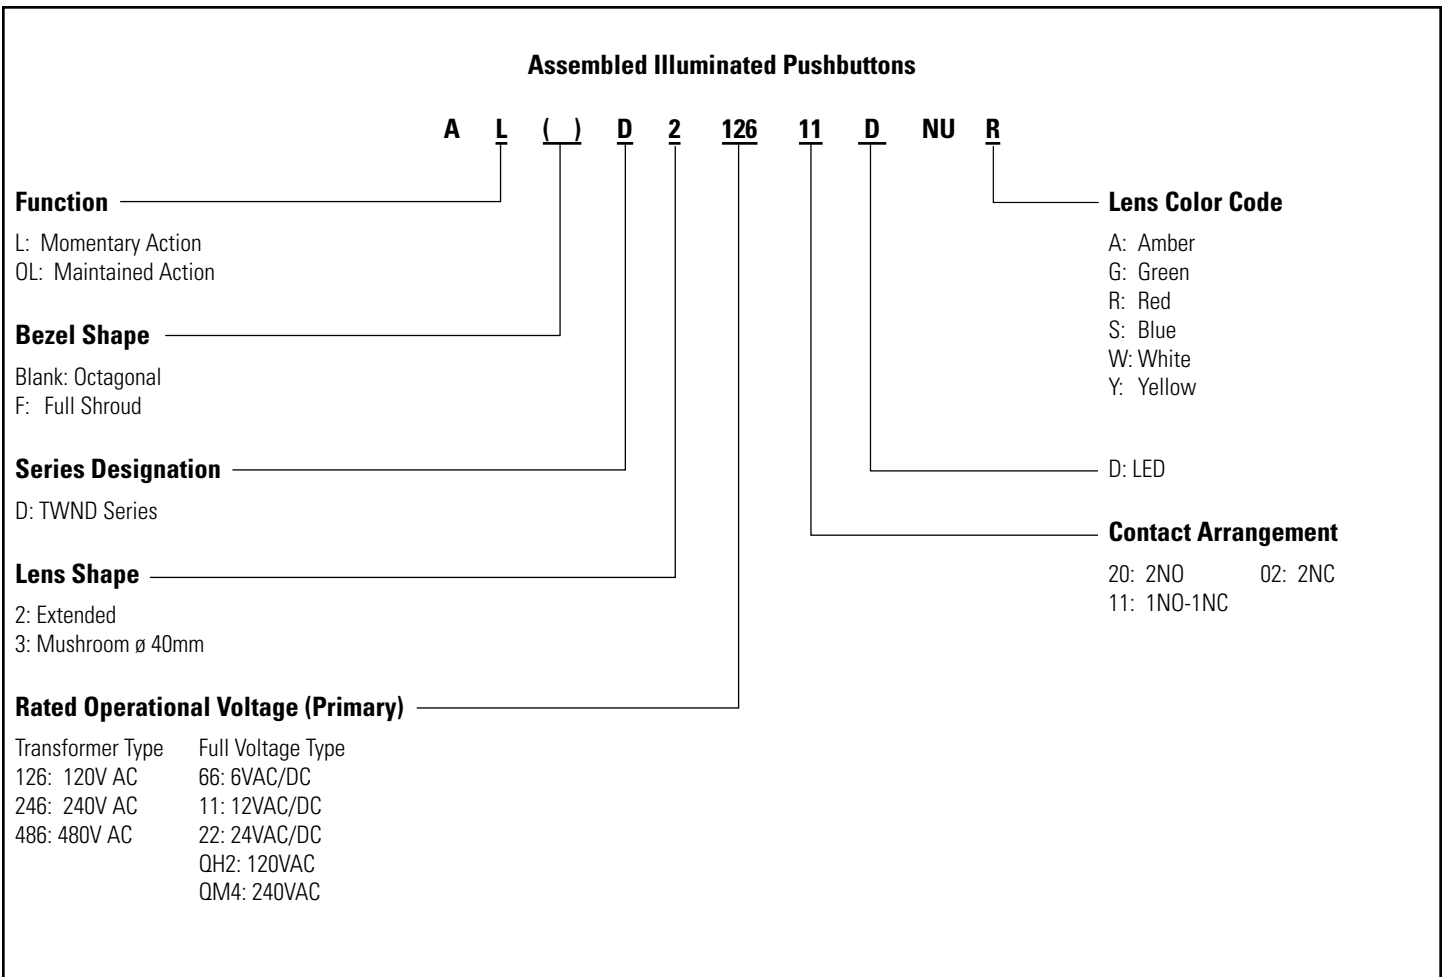 Assembled Illuminated Pushbuttons
A L ( ) D 2 126 11 D NU R
Function
L: Momentary Action
OL: Maintained Action
Bezel Shape
Blank: Octagonal
F: Full Shroud
Series Designation
D: TWND Series
Lens Shape
2: Extended
3: Mushroom ø 40mm
Rated Operational Voltage (Primary)
Transformer Type Full Voltage Type
126: 120V AC 66: 6VAC/DC
246: 240V AC 11: 12VAC/DC
486: 480V AC 22: 24VAC/DC
QH2: 120VAC
QM4: 240VAC
Lens Color Code
A: Amber
G: Green
R: Red
S: Blue
W: White
Y: Yellow
D: LED
Contact Arrangement
20: 2NO 02: 2NC
11: 1NO-1NC